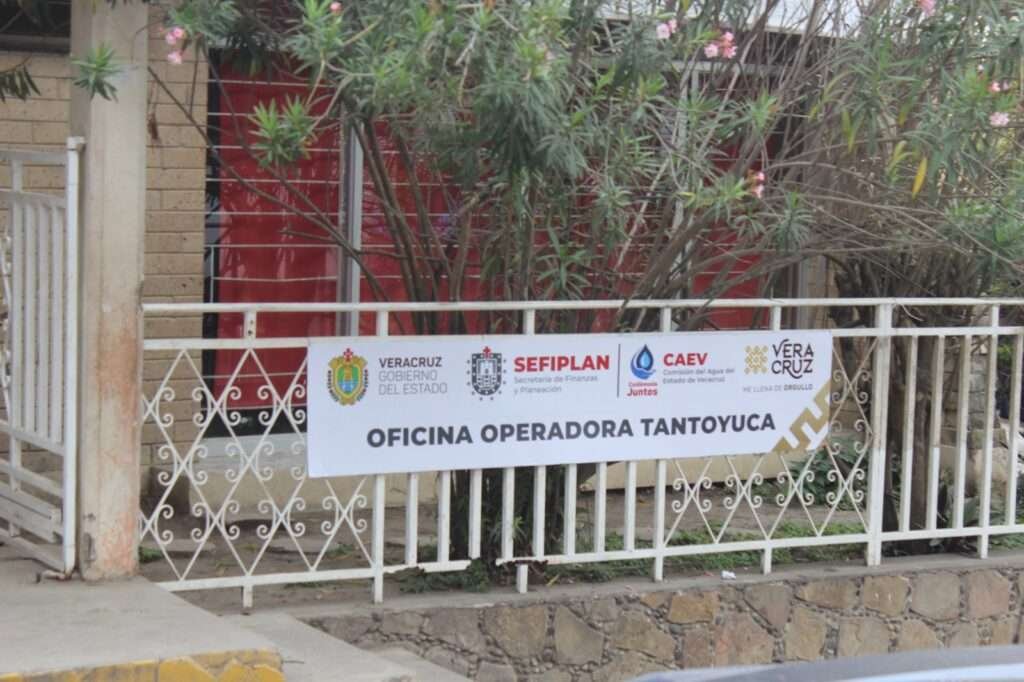 VERACRUZ
GOBIERNO
DEL ESTADO
SEFIPLAN
Secretaría de Finanzas
y Planeación
Cuidémosla
Juntos
CAEV
Comisión del Agua del
Estado de Veracruz
VERA
CRUZ
ME LLENA DE ORGULLO
OFICINA OPERADORA TANTOYUCA